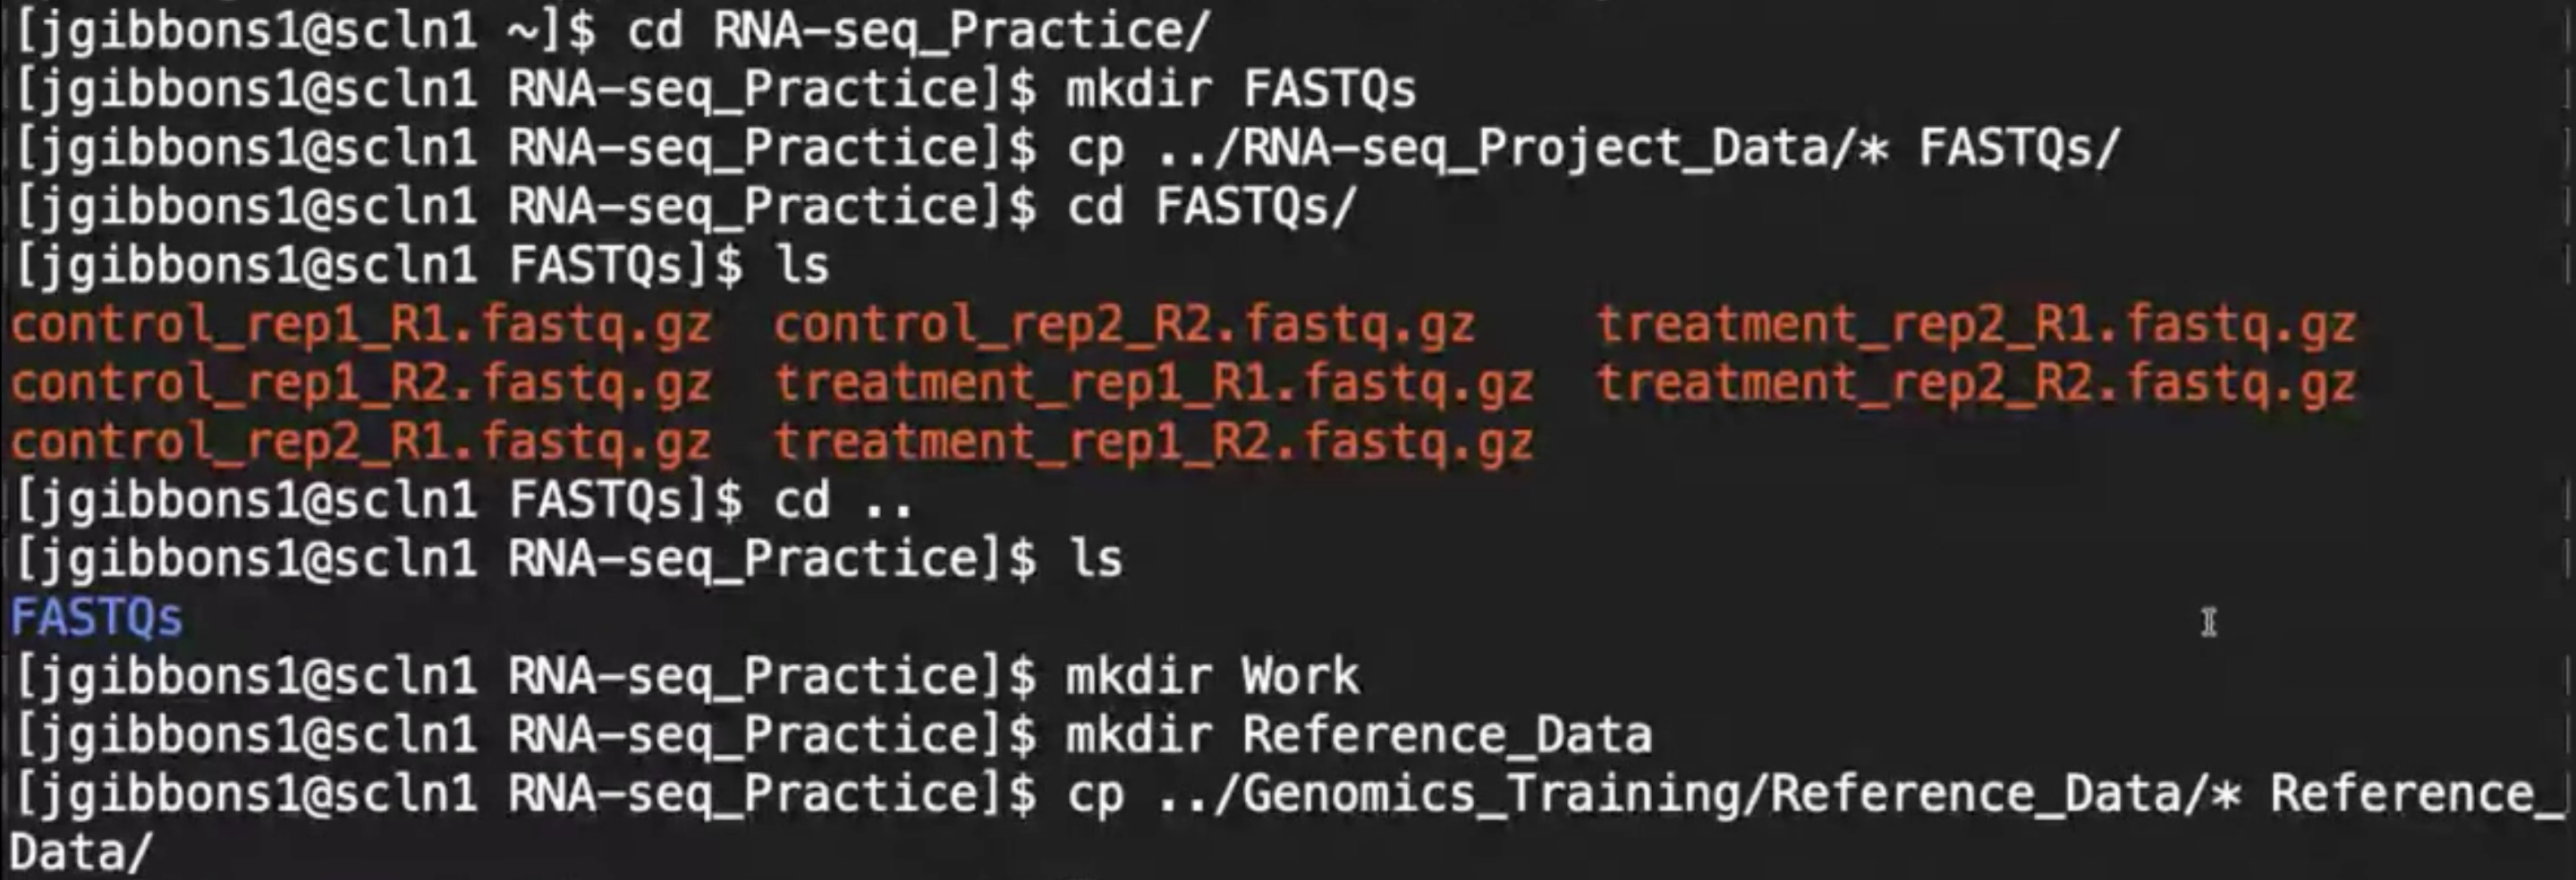 [jgibbons1@scln1 ~]$ cd RNA-seq_Practice/
[jgibbons1@scln1 RNA-seq_Practice]$ mkdir FASTQs
[jgibbons1@scln1 RNA-seq_Practice]$ cp ../RNA-seq_Project_Data/* FASTQs/
[jgibbons1@scln1 RNA-seq_Practice]$ cd FASTQs/
[jgibbons1@scln1 FASTQs]$ ls
control_rep1_R1.fastq.gz  control_rep2_R2.fastq.gz    treatment_rep2_R1.fastq.gz
control_rep1_R2.fastq.gz  treatment_rep1_R1.fastq.gz  treatment_rep2_R2.fastq.gz
control_rep2_R1.fastq.gz  treatment_rep1_R2.fastq.gz
[jgibbons1@scln1 FASTQs]$ cd ..
[jgibbons1@scln1 RNA-seq_Practice]$ ls
FASTQs
[jgibbons1@scln1 RNA-seq_Practice]$ mkdir Work
[jgibbons1@scln1 RNA-seq_Practice]$ mkdir Reference_Data
[jgibbons1@scln1 RNA-seq_Practice]$ cp ../Genomics_Training/Reference_Data/* Reference_
Data/